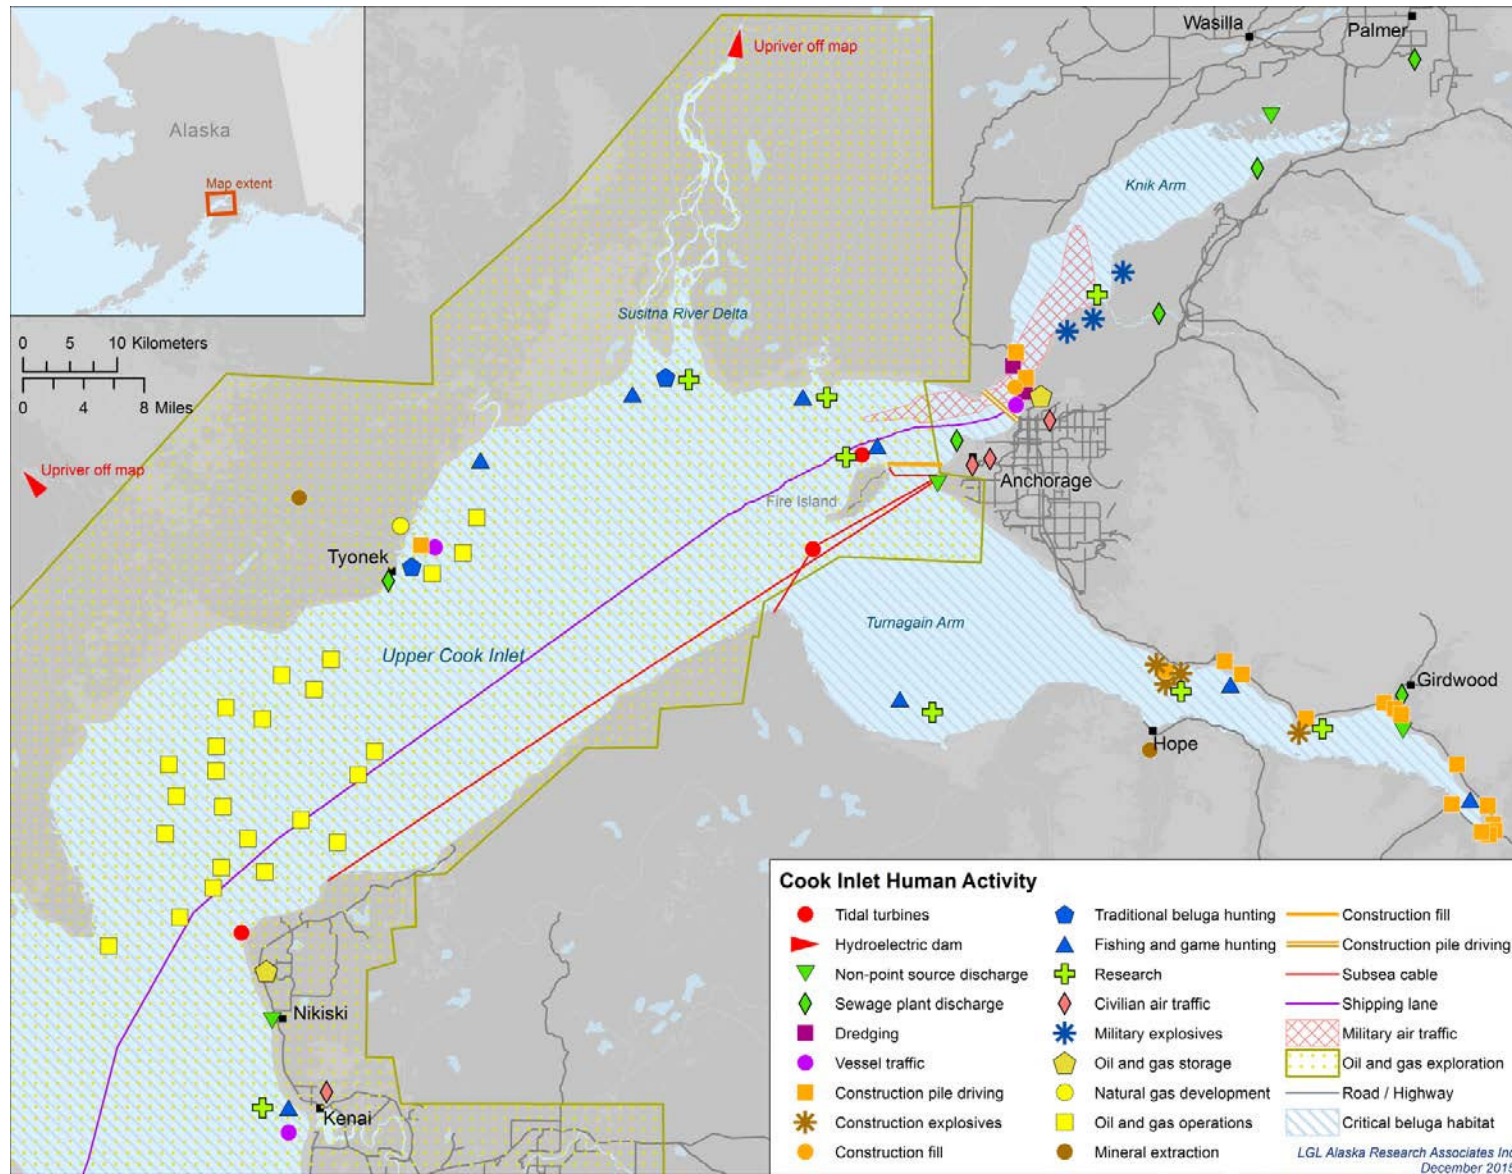 Upriver off map
Wasilla
Palmer
Alaska
Map extent
Knik Arm
Susitna River Delta
0 5 10 Kilometers
0 4 8 Miles
Upriver off map
Anchorage
Fire Island
Tyonek
Turnagain Arm
Upper Cook Inlet
Girdwood
Hope
Nikiski
Kenai
Cook Inlet Human Activity
Tidal turbines
Hydroelectric dam
Non-point source discharge
Sewage plant discharge
Dredging
Vessel traffic
Construction pile driving
Construction explosives
Construction fill
Traditional beluga hunting
Fishing and game hunting
Research
Civilian air traffic
Military explosives
Oil and gas storage
Natural gas development
Oil and gas operations
Mineral extraction
Construction fill
Construction pile driving
Subsea cable
Shipping lane
Military air traffic
Oil and gas exploration
Road / Highway
Critical beluga habitat
LGL Alaska Research Associates
December